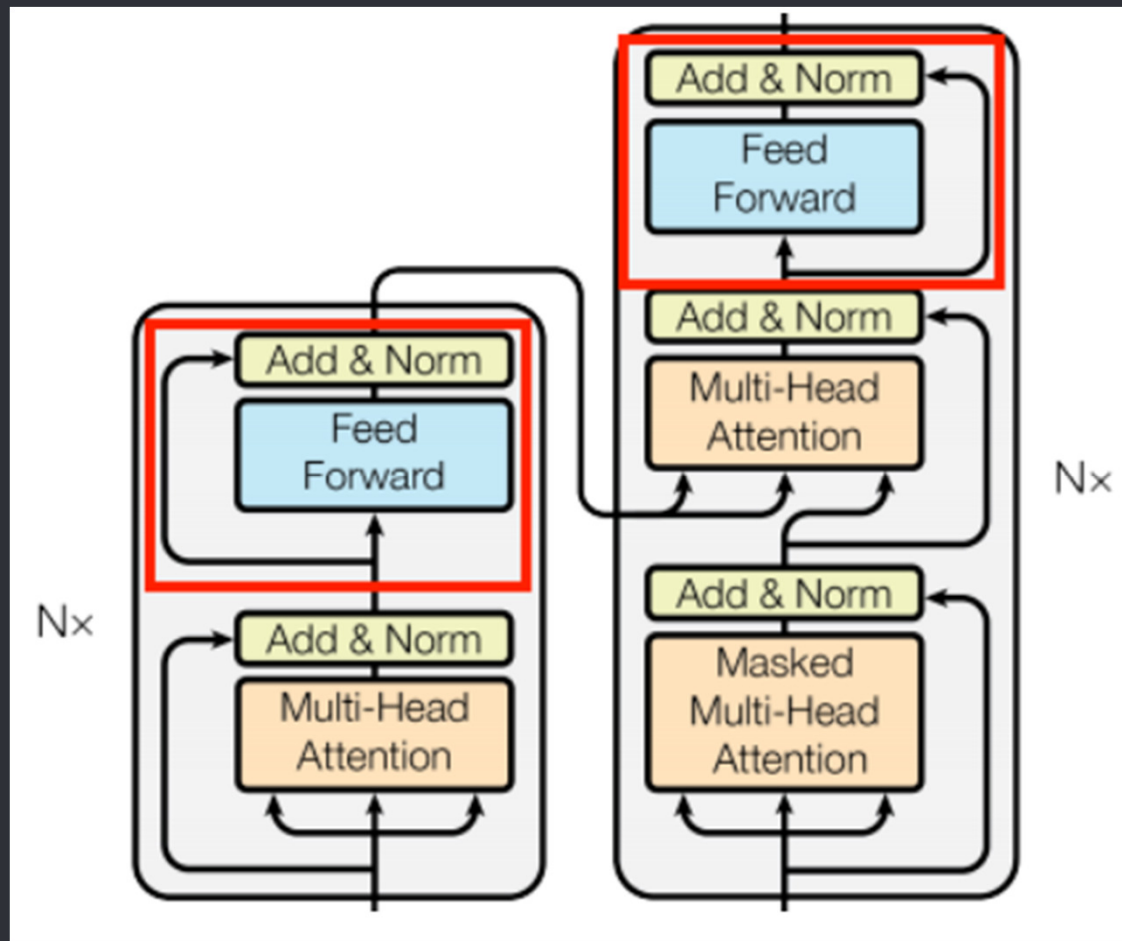 Add & Norm
Feed
Forward
Add & Norm
Multi-Head
Attention
Nx
Add & Norm
Feed
Forward
Add & Norm
Multi-Head
Attention
Add & Norm
Masked
Multi-Head
Attention
Nx